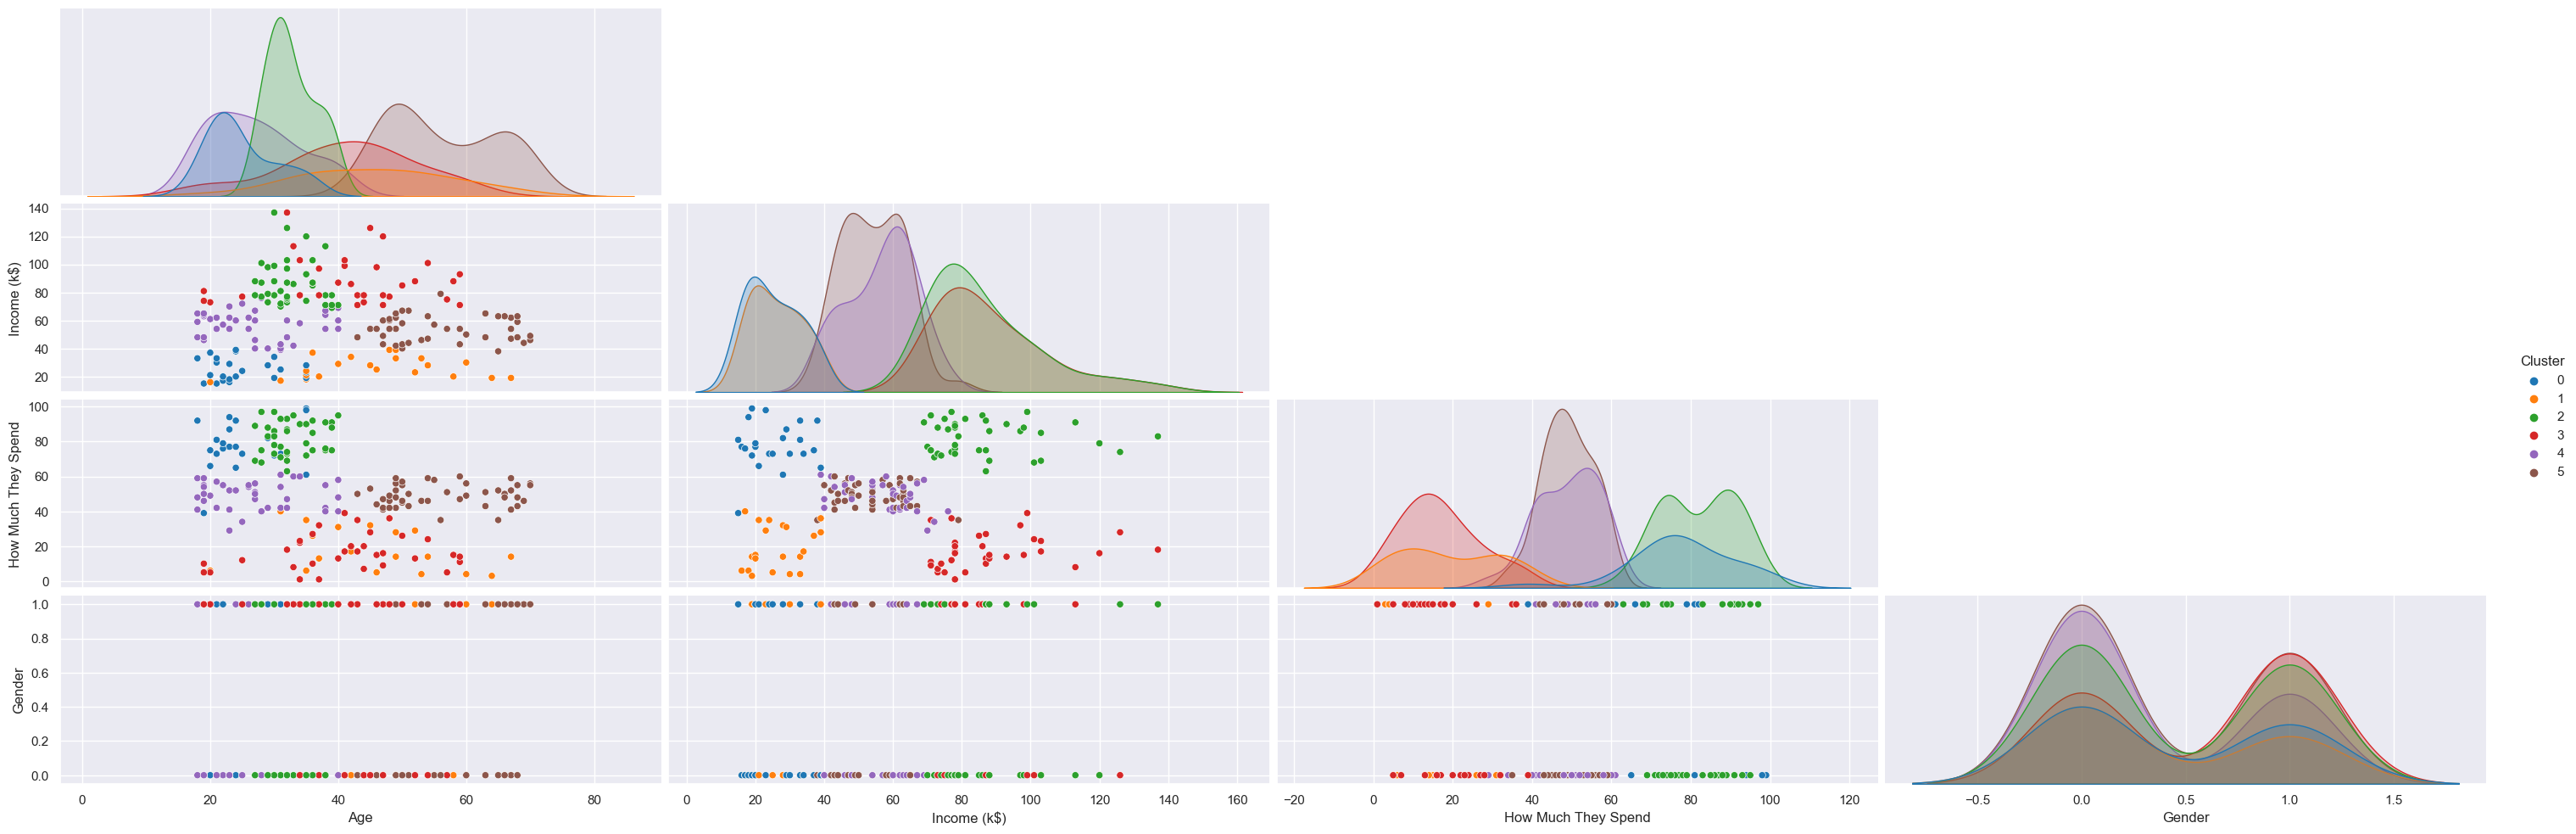 140
120
100
80
60
40
20
Income (k$)
100
80
60
40
20
0
How Much They Spend
1.0
0.8
0.6
0.4
0.2
0.0
Gender
0 20 40 60 80
Age
0 20 40 60 80 100 120 140 160
Income (k$)
−20 0 20 40 60 80 100 120
How Much They Spend
−0.5 0.0 0.5 1.0 1.5
Gender
Cluster
0
1
2
3
4
5